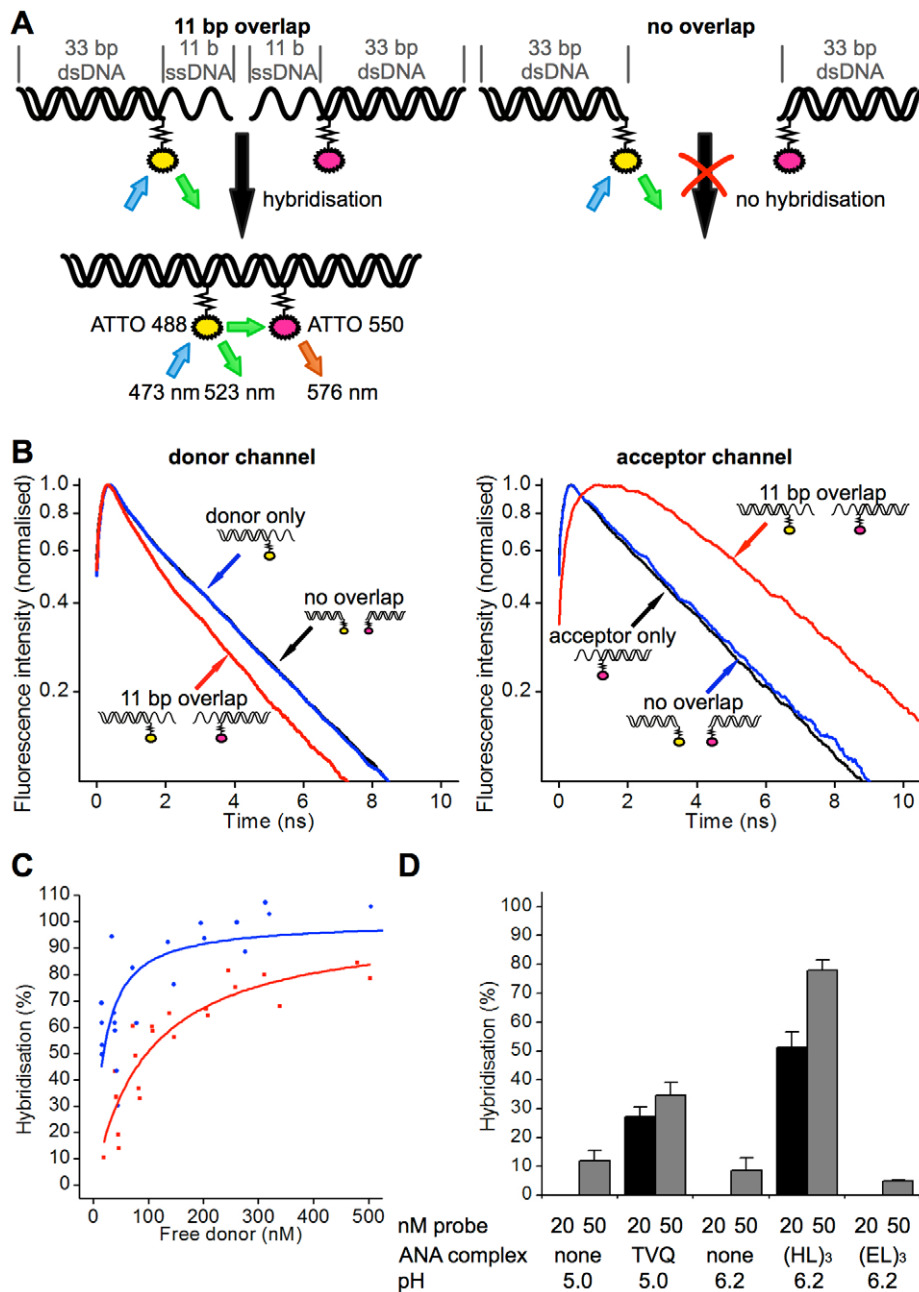 A
11 bp overlap
no overlap
33 bp
dsDNA
11 b
ssDNA
11 b
ssDNA
33 bp
dsDNA
33 bp
dsDNA
33 bp
dsDNA
hybridisation
no hybridisation
ATTO 488
ATTO 550
473 nm
523 nm
576 nm
B
donor channel
Fluorescence intensity (normalised)
1.0
0.8
0.6
0.4
0.2
donor only
no overlap
11 bp overlap
0 2 4 6 8 10
Time (ns)
acceptor channel
Fluorescence intensity (normalised)
1.0
0.8
0.6
0.4
0.2
11 bp overlap
acceptor only
no overlap
0 2 4 6 8 10
Time (ns)
C
Hybridisation (%)
110
100
90
80
70
60
50
40
30
20
10
0
0 100 200 300 400 500
Free donor (nM)
D
Hybridisation (%)
100
90
80
70
60
50
40
30
20
10
0
nM probe 20 50 20 50 20 50 20 50 20 50
ANA complex none TVQ none (HL)₃ (EL)₃
pH 5.0 5.0 6.2 6.2 6.2